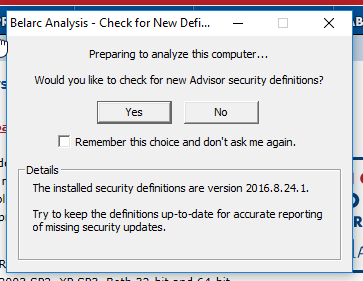 Belarc Analysis - Check for New Defi...
Preparing to analyze this computer...
Would you like to check for new Advisor security definitions?
Yes
No
Remember this choice and don't ask me again.
Details
The installed security definitions are version 2016.8.24.1.
Try to keep the definitions up-to-date for accurate reporting
of missing security updates.